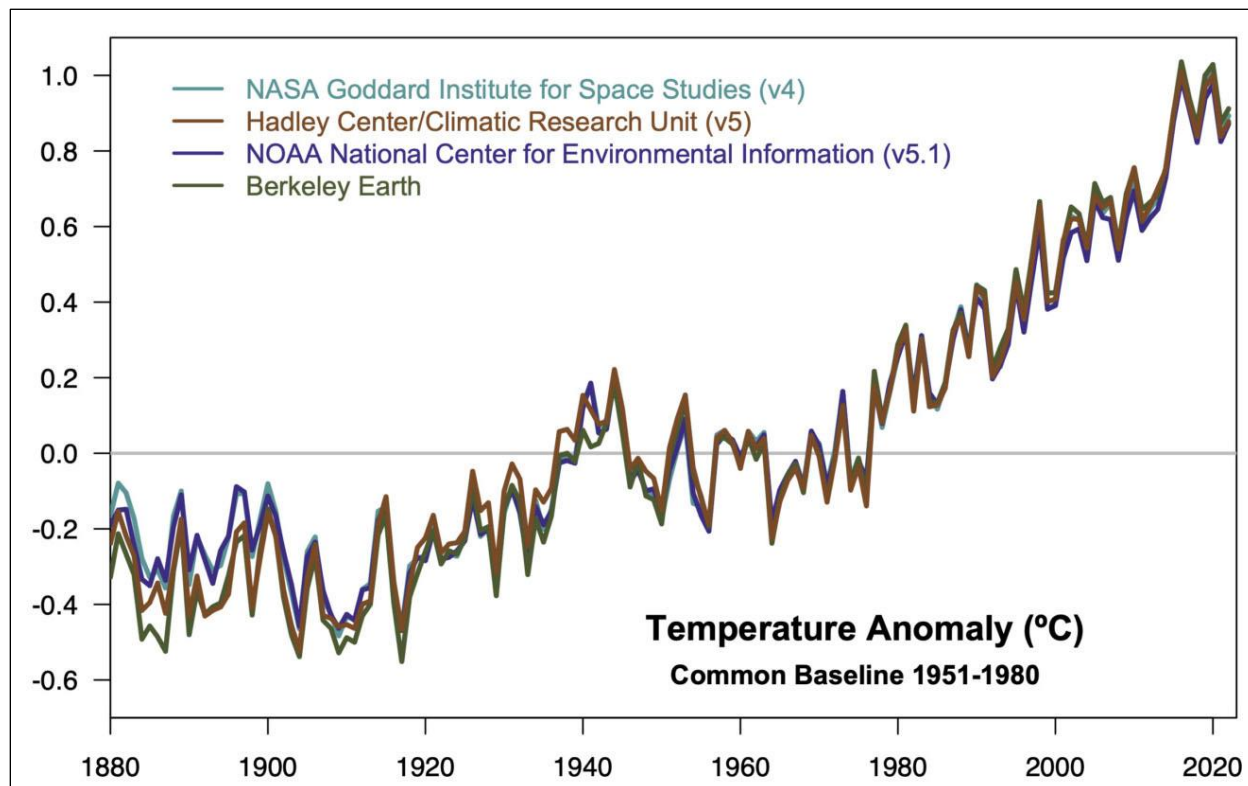 NASA Goddard Institute for Space Studies (v4)
Hadley Center/Climatic Research Unit (v5)
NOAA National Center for Environmental Information (v5.1)
Berkeley Earth
1.0
0.8
0.6
0.4
0.2
0.0
-0.2
-0.4
-0.6
Temperature Anomaly (ºC)
Common Baseline 1951-1980
1880 1900 1920 1940 1960 1980 2000 2020